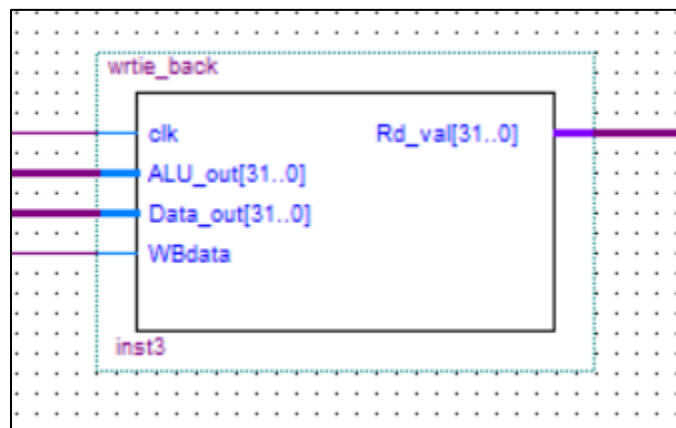 wrtie_back
clk Rd_val[31..0]
ALU_out[31..0]
Data_out[31..0]
WBdata
inst3